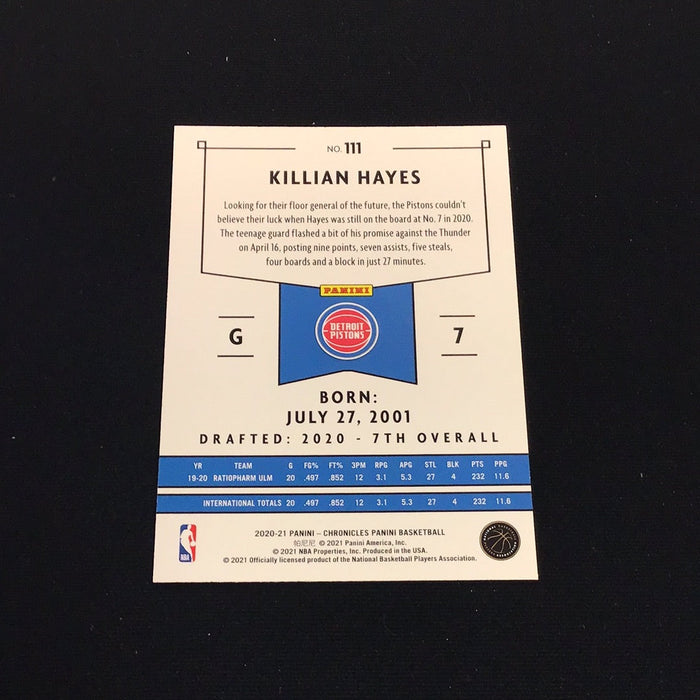 NO. 111
KILLIAN HAYES
Looking for their floor general of the future, the Pistons couldn't
believe their luck when Hayes was still on the board at No. 7 in 2020.
The teenage guard flashed a bit of his promise against the Thunder
on April 16, posting nine points, seven assists, five steals,
four boards and a block in just 27 minutes.
PANINI
G
DETROIT
PISTONS
7
BORN:
JULY 27, 2001
DRAFTED: 2020 - 7TH OVERALL
YR TEAM G FG% FT% 3PM RPG APG STL BLK PTS PPG
19-20 RATIOPHARM ULM 20 .497 .852 12 3.1 5.3 27 4 232 11.6
INTERNATIONAL TOTALS 20 .497 .852 12 3.1 5.3 27 4 232 11.6
2020-21 PANINI – CHRONICLES PANINI BASKETBALL
帕尼尼 © 2021 Panini America, Inc.
© 2021 NBA Properties, Inc. Produced in the USA.
© 2021 Officially licensed product of the National Basketball Players Association.
NBA